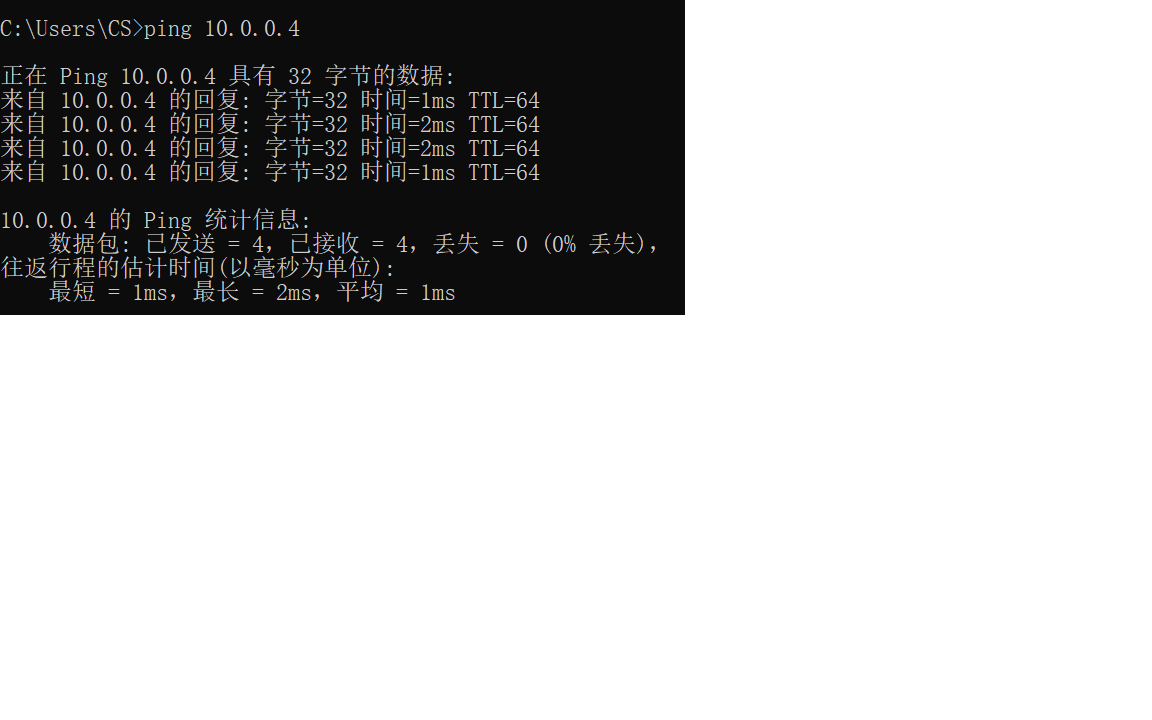 C:\Users\CS>ping 10.0.0.4
正在 Ping 10.0.0.4 具有 32 字节的数据:
来自 10.0.0.4 的回复: 字节=32 时间=1ms TTL=64
来自 10.0.0.4 的回复: 字节=32 时间=2ms TTL=64
来自 10.0.0.4 的回复: 字节=32 时间=2ms TTL=64
来自 10.0.0.4 的回复: 字节=32 时间=1ms TTL=64
10.0.0.4 的 Ping 统计信息:
数据包: 已发送 = 4，已接收 = 4，丢失 = 0 (0% 丢失)，
往返行程的估计时间(以毫秒为单位):
最短 = 1ms，最长 = 2ms，平均 = 1ms